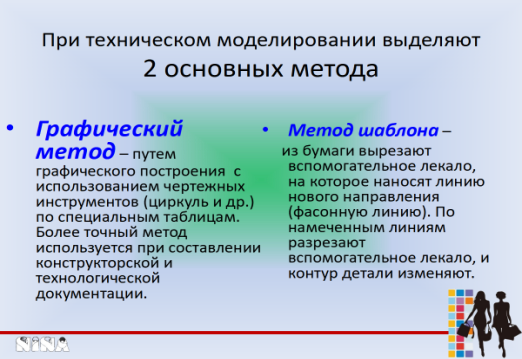 При техническом моделировании выделяют
2 основных метода
• Графический
метод – путем
графического построения с
использованием чертежных
инструментов (циркуль и др.)
по специальным таблицам.
Более точный метод
используется при составлении
конструкторской и
технологической
документации.
• Метод шаблона –
из бумаги вырезают
вспомогательное лекало,
на которое наносят линию
нового направления
(фасонную линию). По
намеченным линиям
разрезают
вспомогательное лекало, и
контур детали изменяют.
NINA